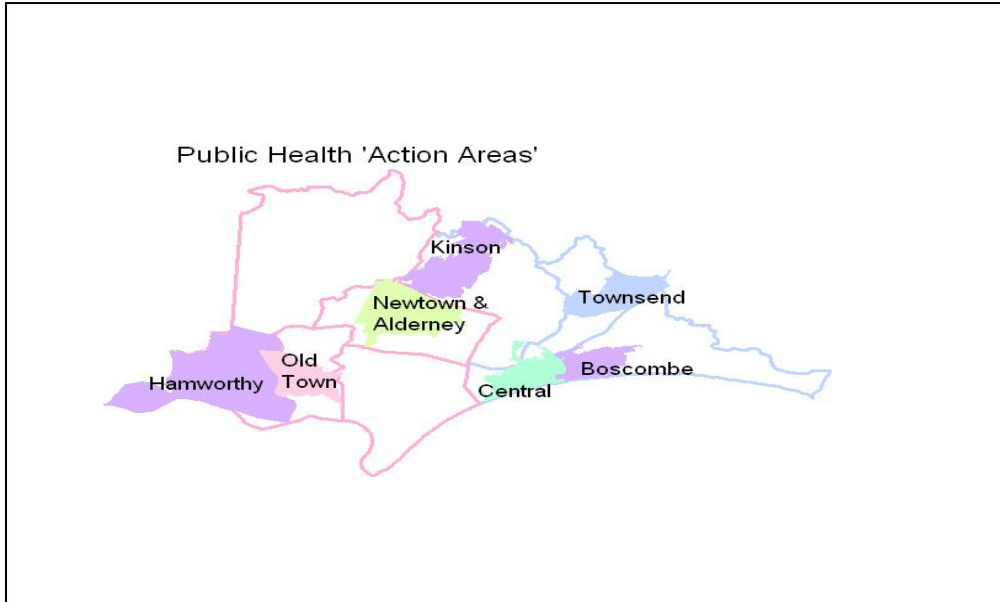 Public Health 'Action Areas'
Kinson
Townsend
Newtown &
Alderney
Old
Town
Hamworthy
Boscombe
Central